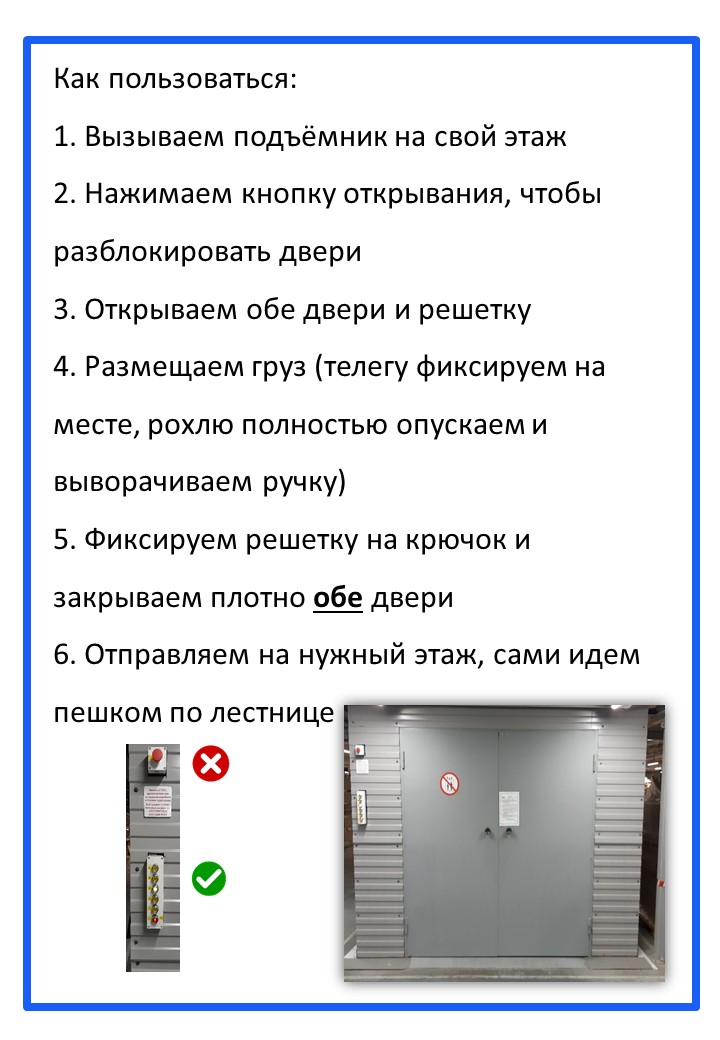 Как пользоваться:
1. Вызываем подъёмник на свой этаж
2. Нажимаем кнопку открывания, чтобы
разблокировать двери
3. Открываем обе двери и решетку
4. Размещаем груз (телегу фиксируем на
месте, рохлю полностью опускаем и
выворачиваем ручку)
5. Фиксируем решетку на крючок и
закрываем плотно обе двери
6. Отправляем на нужный этаж, сами идем
пешком по лестнице